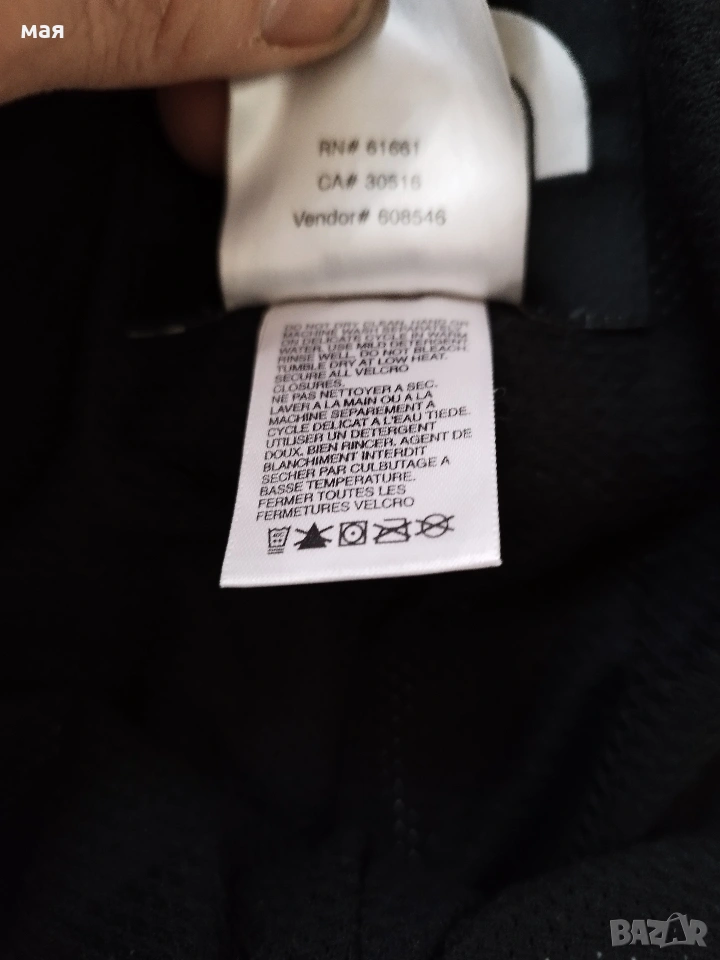 мая
RN# 61661
CA# 30516
Vendor# 608546
DO NOT DRY CLEAN, HAND OR
MACHINE WASH SEPARATELY
ON DELICATE CYCLE IN WARM
WATER, USE MILD DETERGENT
RINSE WELL, DO NOT BLEACH.
TUMBLE DRY AT LOW HEAT.
SECURE ALL VELCRO
CLOSURES.
NE PAS NETTOYER A SEC.
LAVER A LA MAIN OU A LA
MACHINE SEPAREMENT A
CYCLE DELICAT A L'EAU TIEDE.
UTILISER UN DETERGENT
DOUX, BIEN RINCER, AGENT DE
BLANCHIMENT INTERDIT
SECHER PAR CULBUTAGE A
BASSE TEMPERATURE.
FERMER TOUTES LES
FERMETURES VELCRO
BAZAR